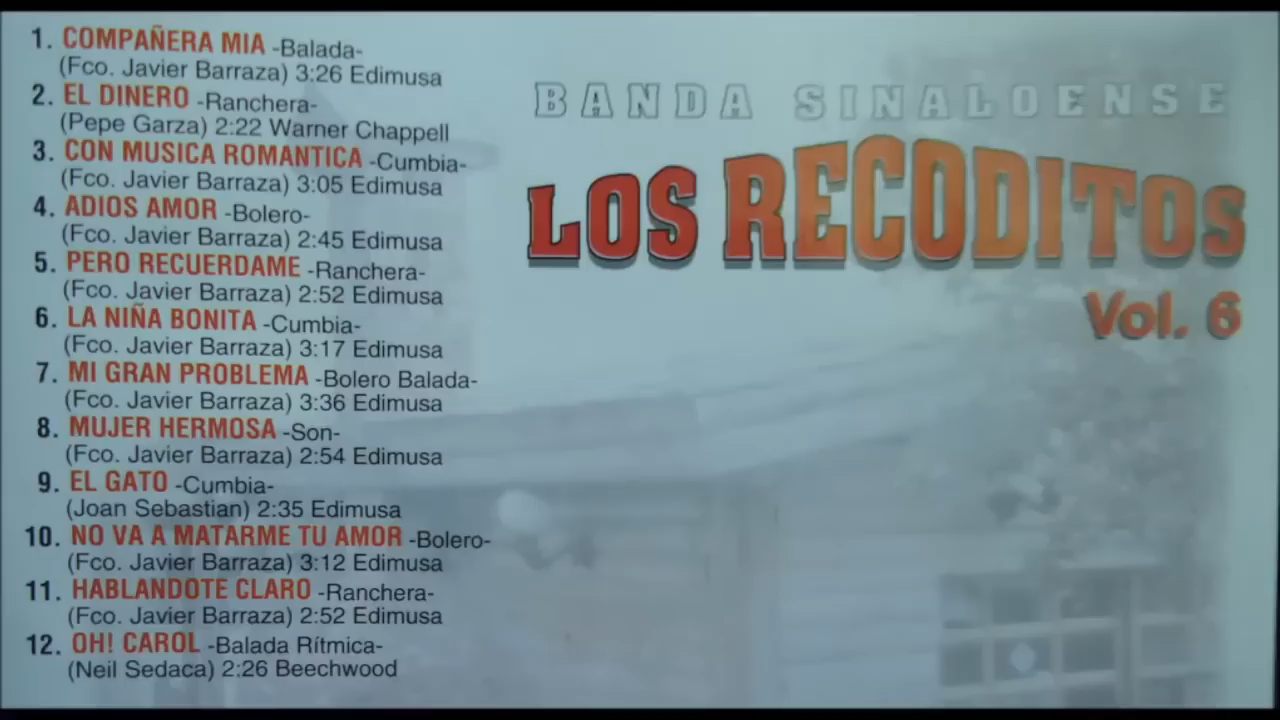 1. COMPAÑERA MIA -Balada-
(Fco. Javier Barraza) 3:26 Edimusa
2. EL DINERO -Ranchera-
(Pepe Garza) 2:22 Warner Chappell
3. CON MUSICA ROMANTICA -Cumbia-
(Fco. Javier Barraza) 3:05 Edimusa
4. ADIOS AMOR -Bolero-
(Fco. Javier Barraza) 2:45 Edimusa
5. PERO RECUERDAME -Ranchera-
(Fco. Javier Barraza) 2:52 Edimusa
6. LA NIÑA BONITA -Cumbia-
(Fco. Javier Barraza) 3:17 Edimusa
7. MI GRAN PROBLEMA -Bolero Balada-
(Fco. Javier Barraza) 3:36 Edimusa
8. MUJER HERMOSA -Son-
(Fco. Javier Barraza) 2:54 Edimusa
9. EL GATO -Cumbia-
(Joan Sebastian) 2:35 Edimusa
10. NO VA A MATARME TU AMOR -Bolero-
(Fco. Javier Barraza) 3:12 Edimusa
11. HABLANDOTE CLARO -Ranchera-
(Fco. Javier Barraza) 2:52 Edimusa
12. OH! CAROL -Balada Rítmica-
(Neil Sedaca) 2:26 Beechwood
BANDA SINALOENSE
LOS RECODITOS
Vol. 6